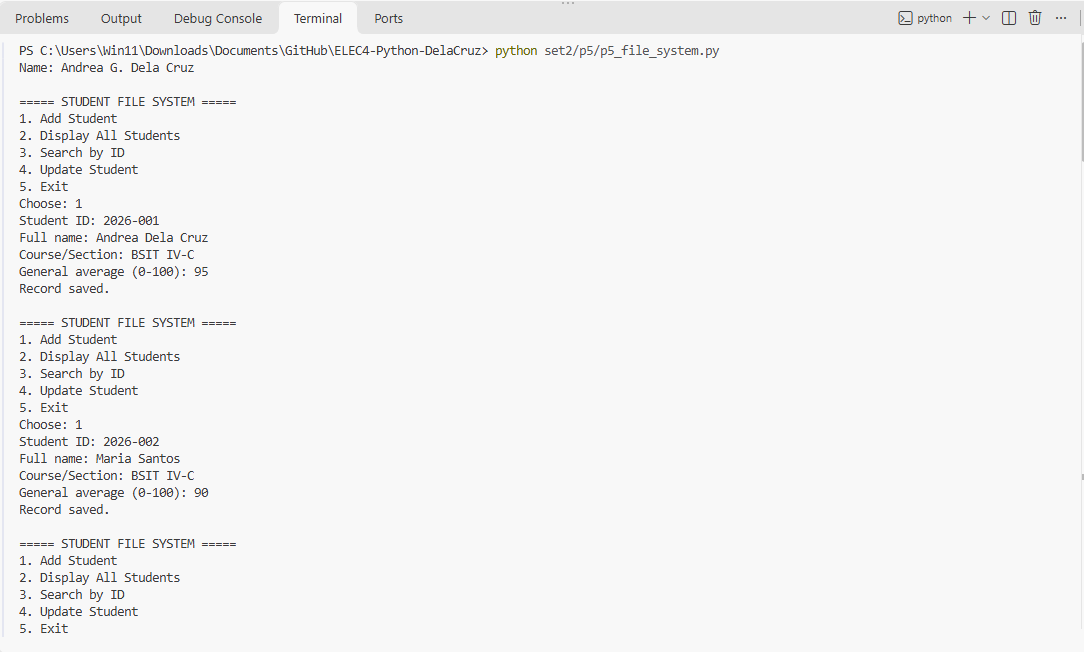 Problems Output Debug Console Terminal Ports python
PS C:\Users\Win11\Downloads\Documents\GitHub\ELEC4-Python-DelaCruz> python set2/p5/p5_file_system.py
Name: Andrea G. Dela Cruz
===== STUDENT FILE SYSTEM =====
1. Add Student
2. Display All Students
3. Search by ID
4. Update Student
5. Exit
Choose: 1
Student ID: 2026-001
Full name: Andrea Dela Cruz
Course/Section: BSIT IV-C
General average (0-100): 95
Record saved.
===== STUDENT FILE SYSTEM =====
1. Add Student
2. Display All Students
3. Search by ID
4. Update Student
5. Exit
Choose: 1
Student ID: 2026-002
Full name: Maria Santos
Course/Section: BSIT IV-C
General average (0-100): 90
Record saved.
===== STUDENT FILE SYSTEM =====
1. Add Student
2. Display All Students
3. Search by ID
4. Update Student
5. Exit